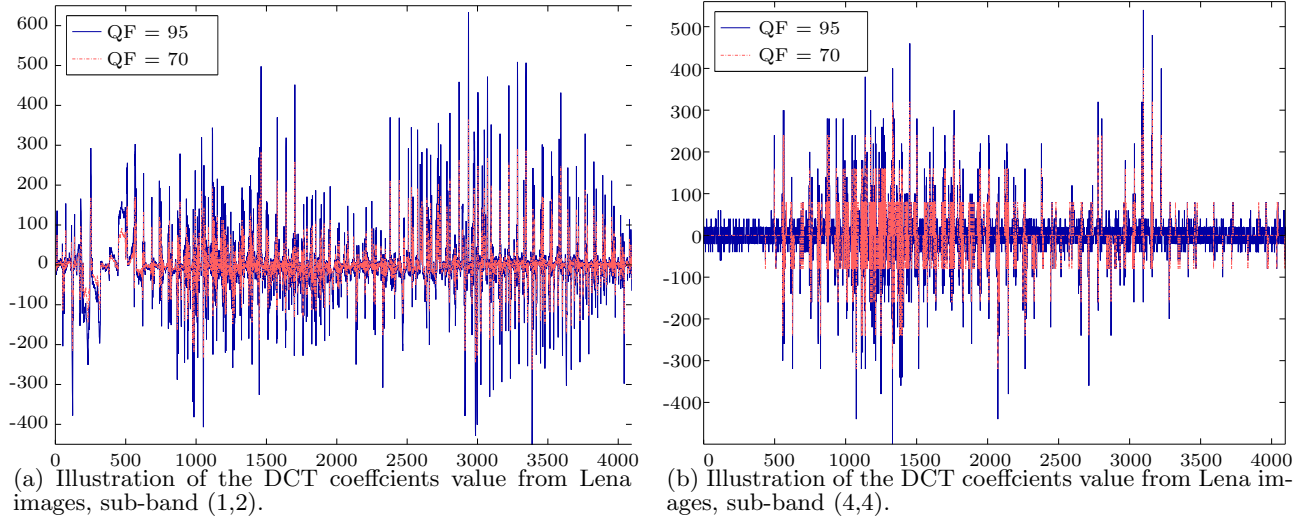 600
500
400
300
200
100
0
-100
-200
-300
-400
QF = 95
QF = 70
0 500 1000 1500 2000 2500 3000 3500 4000
(a) Illustration of the DCT coeffcients value from Lena
images, sub-band (1,2).
500
400
300
200
100
0
-100
-200
-300
-400
QF = 95
QF = 70
0 500 1000 1500 2000 2500 3000 3500 4000
(b) Illustration of the DCT coeffcients value from Lena im-
ages, sub-band (4,4).